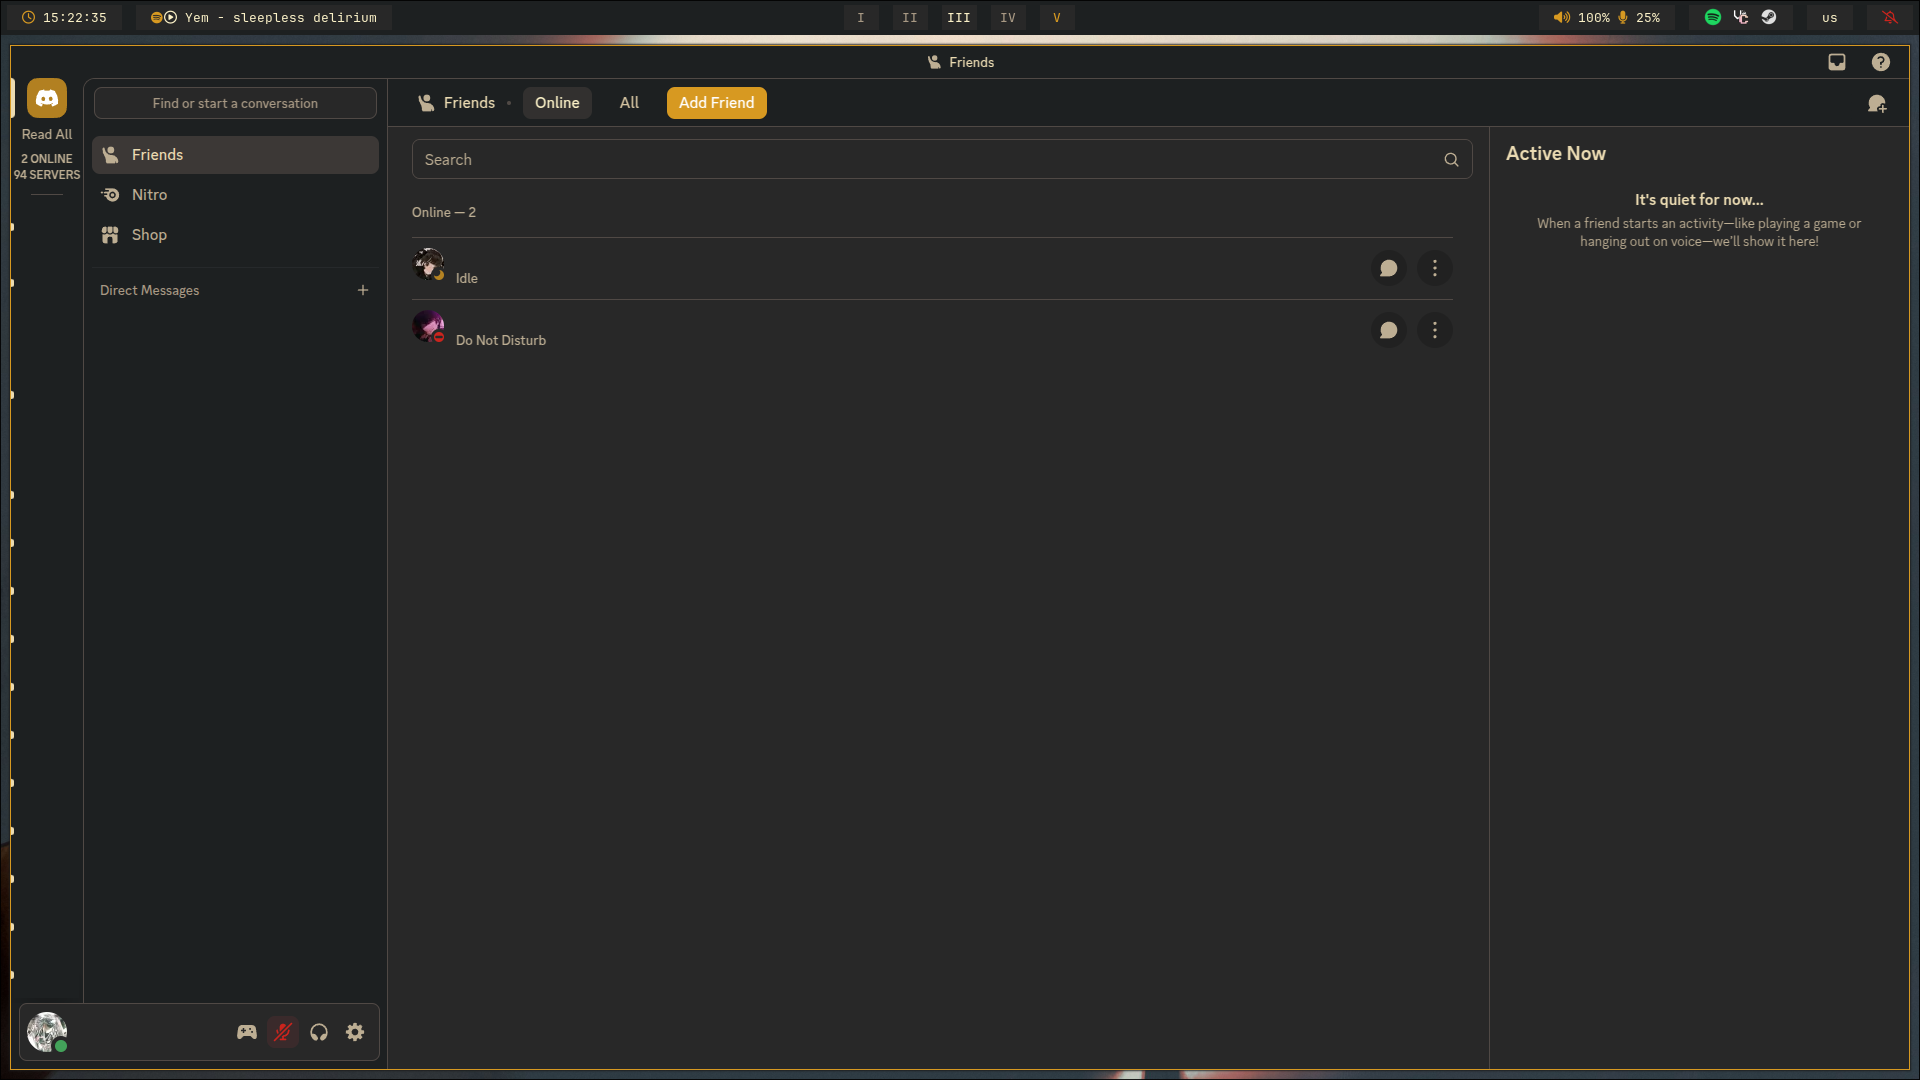 15:22:35
Yem - sleepless delirium
I II III IV V
100% 25%
us
Friends
Read All
2 ONLINE
94 SERVERS
Find or start a conversation
Friends
Nitro
Shop
Direct Messages
Friends
Online
All
Add Friend
Search
Online — 2
Idle
Do Not Disturb
Active Now
It's quiet for now...
When a friend starts an activity—like playing a game or
hanging out on voice—we'll show it here!